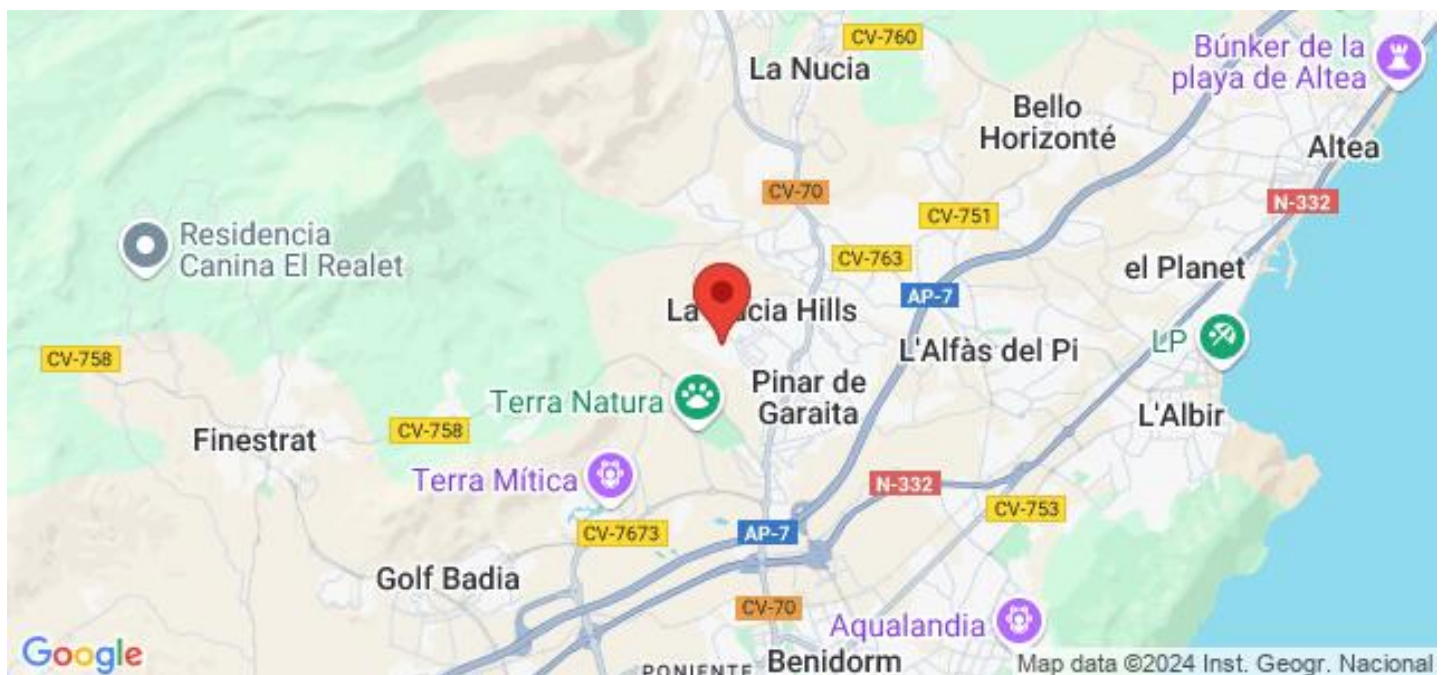 CV-760
La Nucia
Búnker de la
playa de Altea
Bello
Horizonté
Altea
CV-70
N-332
CV-751
Residencia
Canina El Realet
CV-763
el Planet
AP-7
La Nucia Hills
LP
CV-758
L'Alfàs del Pi
Pinar de
Garaita
Terra Natura
L'Albir
Finestrat
CV-758
Terra Mítica
N-332
CV-753
CV-7673
AP-7
Golf Badia
CV-70
Aqualandia
Google
PONIENTE
Benidorm
Map data ©2024 Inst. Geogr. Nacional